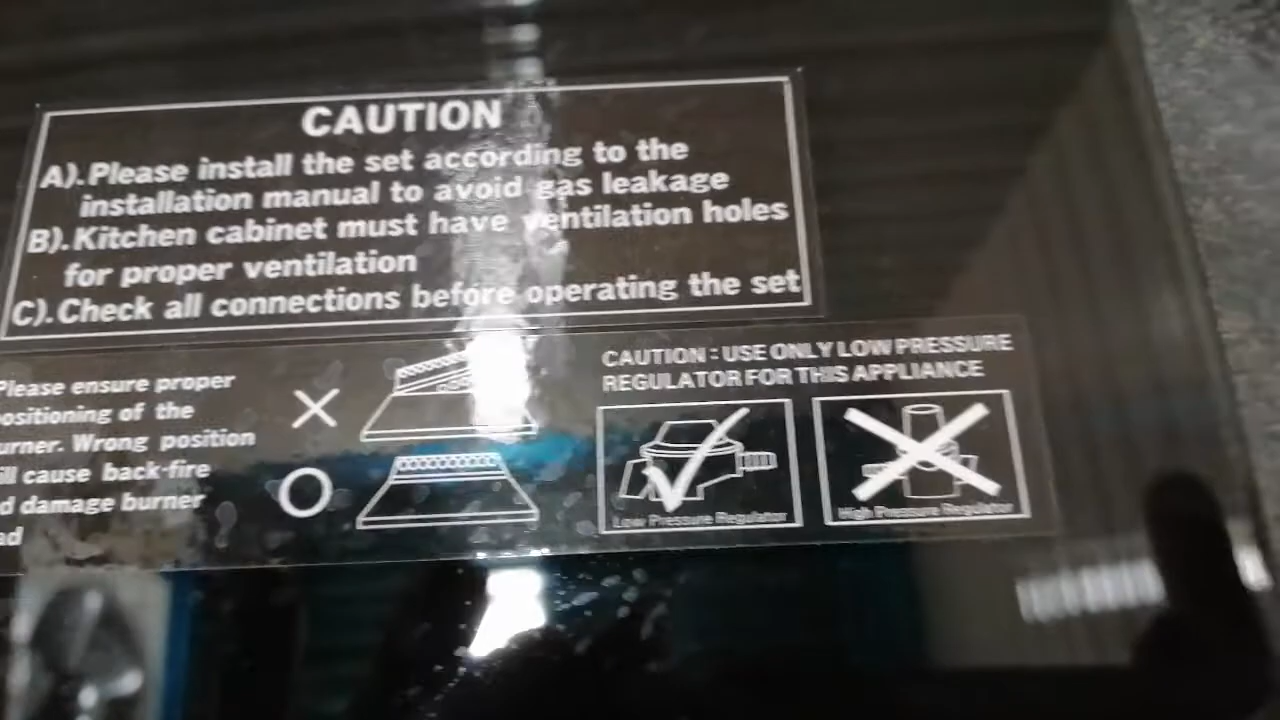 CAUTION
A).Please install the set according to the
installation manual to avoid gas leakage
B).Kitchen cabinet must have ventilation holes
for proper ventilation
C).Check all connections before operating the set
Please ensure proper
ositioning of the
urner. Wrong position
ill cause back-fire
d damage burner
ad
CAUTION : USE ONLY LOW PRESSURE
REGULATOR FOR THIS APPLIANCE
Low Pressure Regulator
High Pressure Regulator